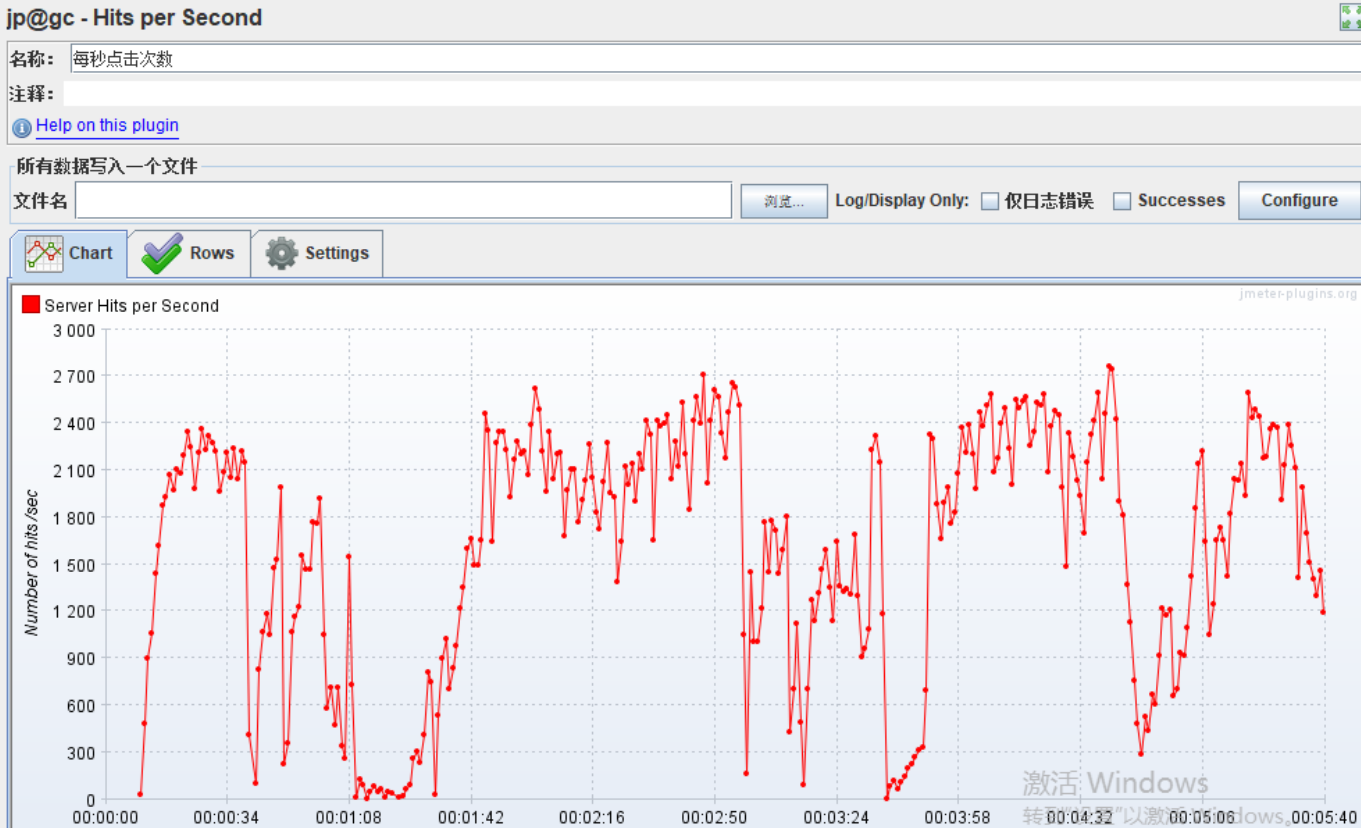 jp@gc - Hits per Second
名称： 每秒点击次数
注释：
Help on this plugin
所有数据写入一个文件
文件名 浏览... Log/Display Only: 仅日志错误 Successes Configure
Chart Rows Settings
jmeter-plugins.org
Server Hits per Second
3 000
2 700
2 400
2 100
1 800
1 500
1 200
900
600
300
0
Number of hits/sec
激活 Windows
转到"设置"以激活 Windows。
00:00:00 00:00:34 00:01:08 00:01:42 00:02:16 00:02:50 00:03:24 00:03:58 00:04:32 00:05:06 00:05:40